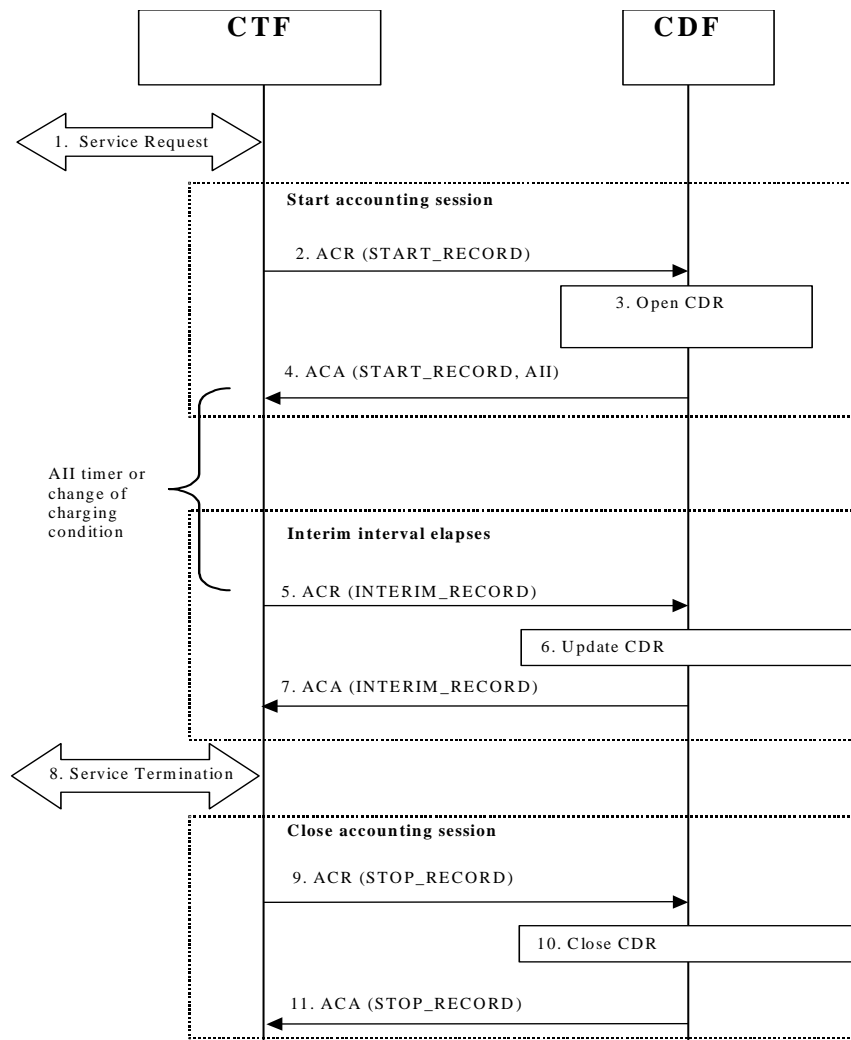 CTF
CDF
1. Service Request
Start accounting session
2. ACR (START_RECORD)
3. Open CDR
4. ACA (START_RECORD, AII)
AII timer or
change of
charging
condition
Interim interval elapses
5. ACR (INTERIM_RECORD)
6. Update CDR
7. ACA (INTERIM_RECORD)
8. Service Termination
Close accounting session
9. ACR (STOP_RECORD)
10. Close CDR
11. ACA (STOP_RECORD)